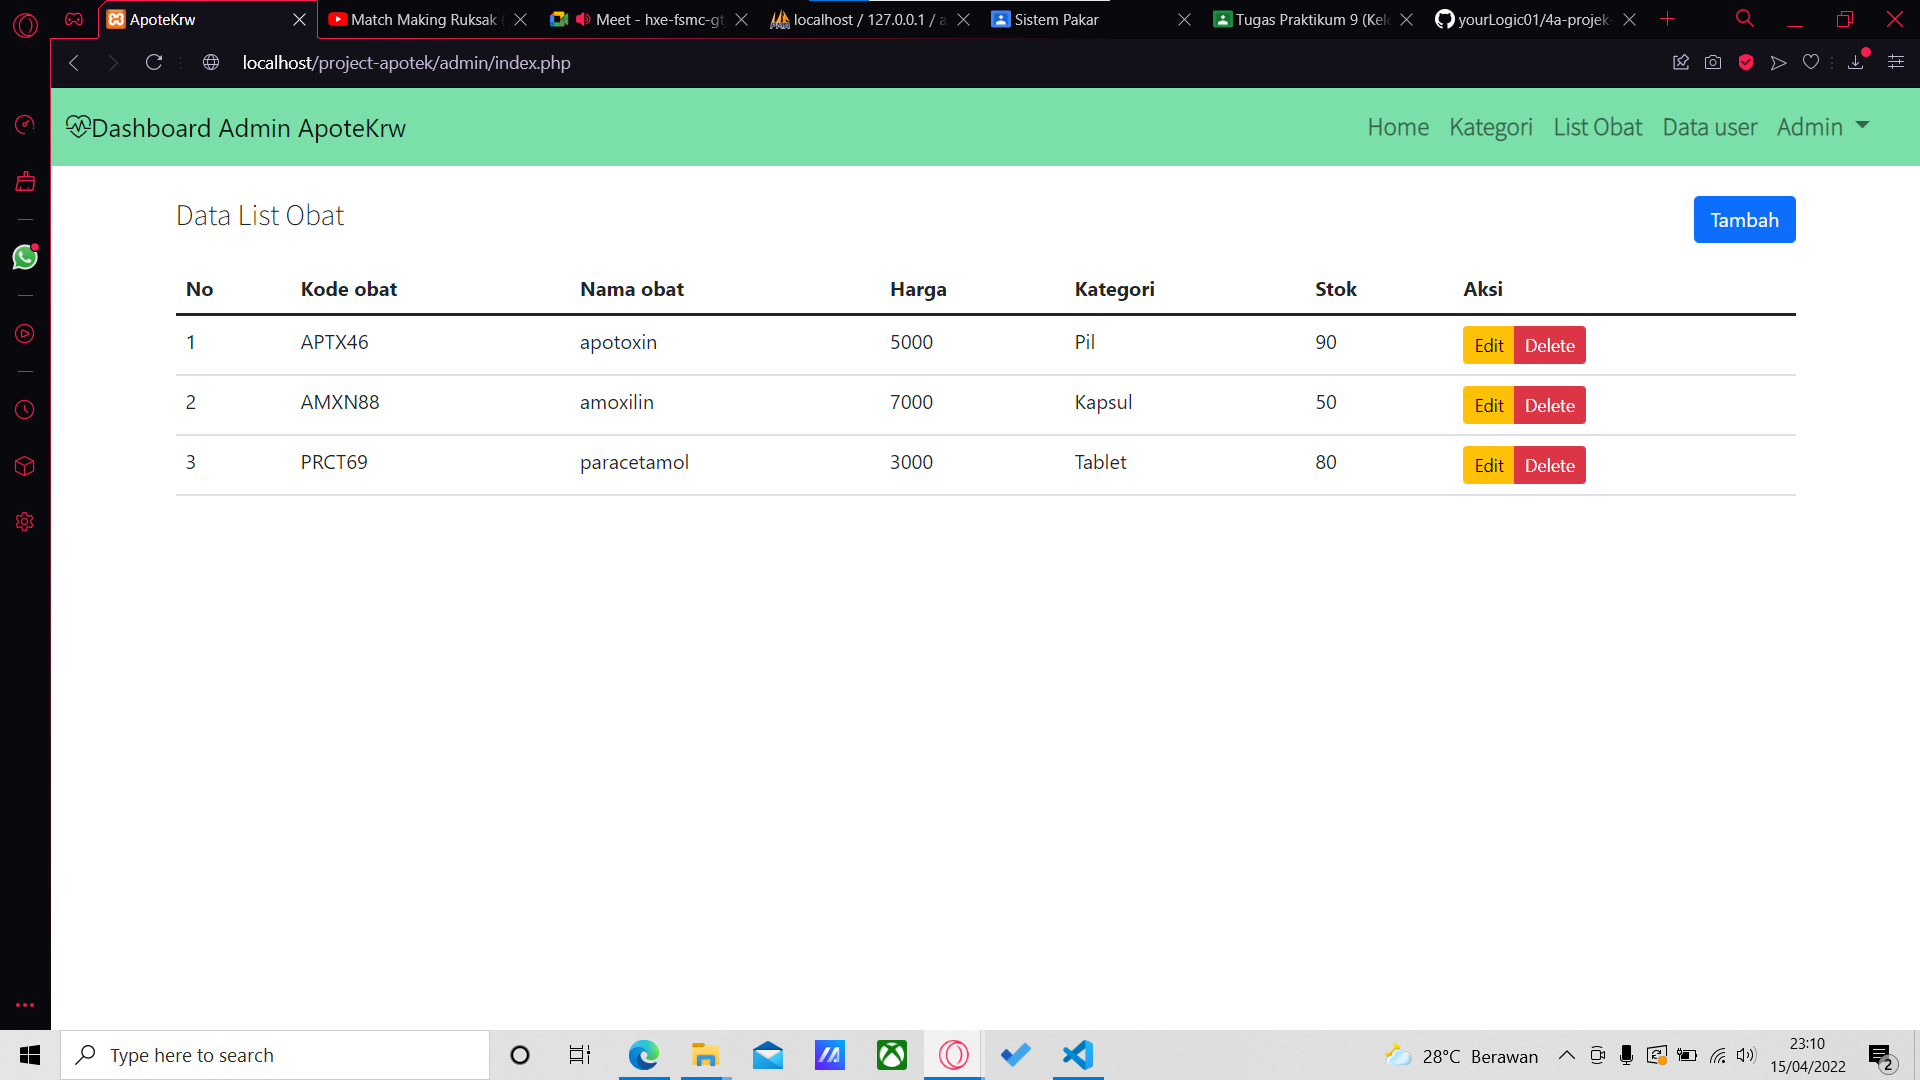 ApoteKrw
Match Making Ruksak (
Meet - hxe-fsmc-gt
localhost / 127.0.0.1 / a
Sistem Pakar
Tugas Praktikum 9 (Kel
yourLogic01/4a-projek-
localhost/project-apotek/admin/index.php
Dashboard Admin ApoteKrw
Home Kategori List Obat Data user Admin
Data List Obat
Tambah
No Kode obat Nama obat Harga Kategori Stok Aksi
1 APTX46 apotoxin 5000 Pil 90 Edit Delete
2 AMXN88 amoxilin 7000 Kapsul 50 Edit Delete
3 PRCT69 paracetamol 3000 Tablet 80 Edit Delete
Type here to search
28°C Berawan
23:10
15/04/2022
2